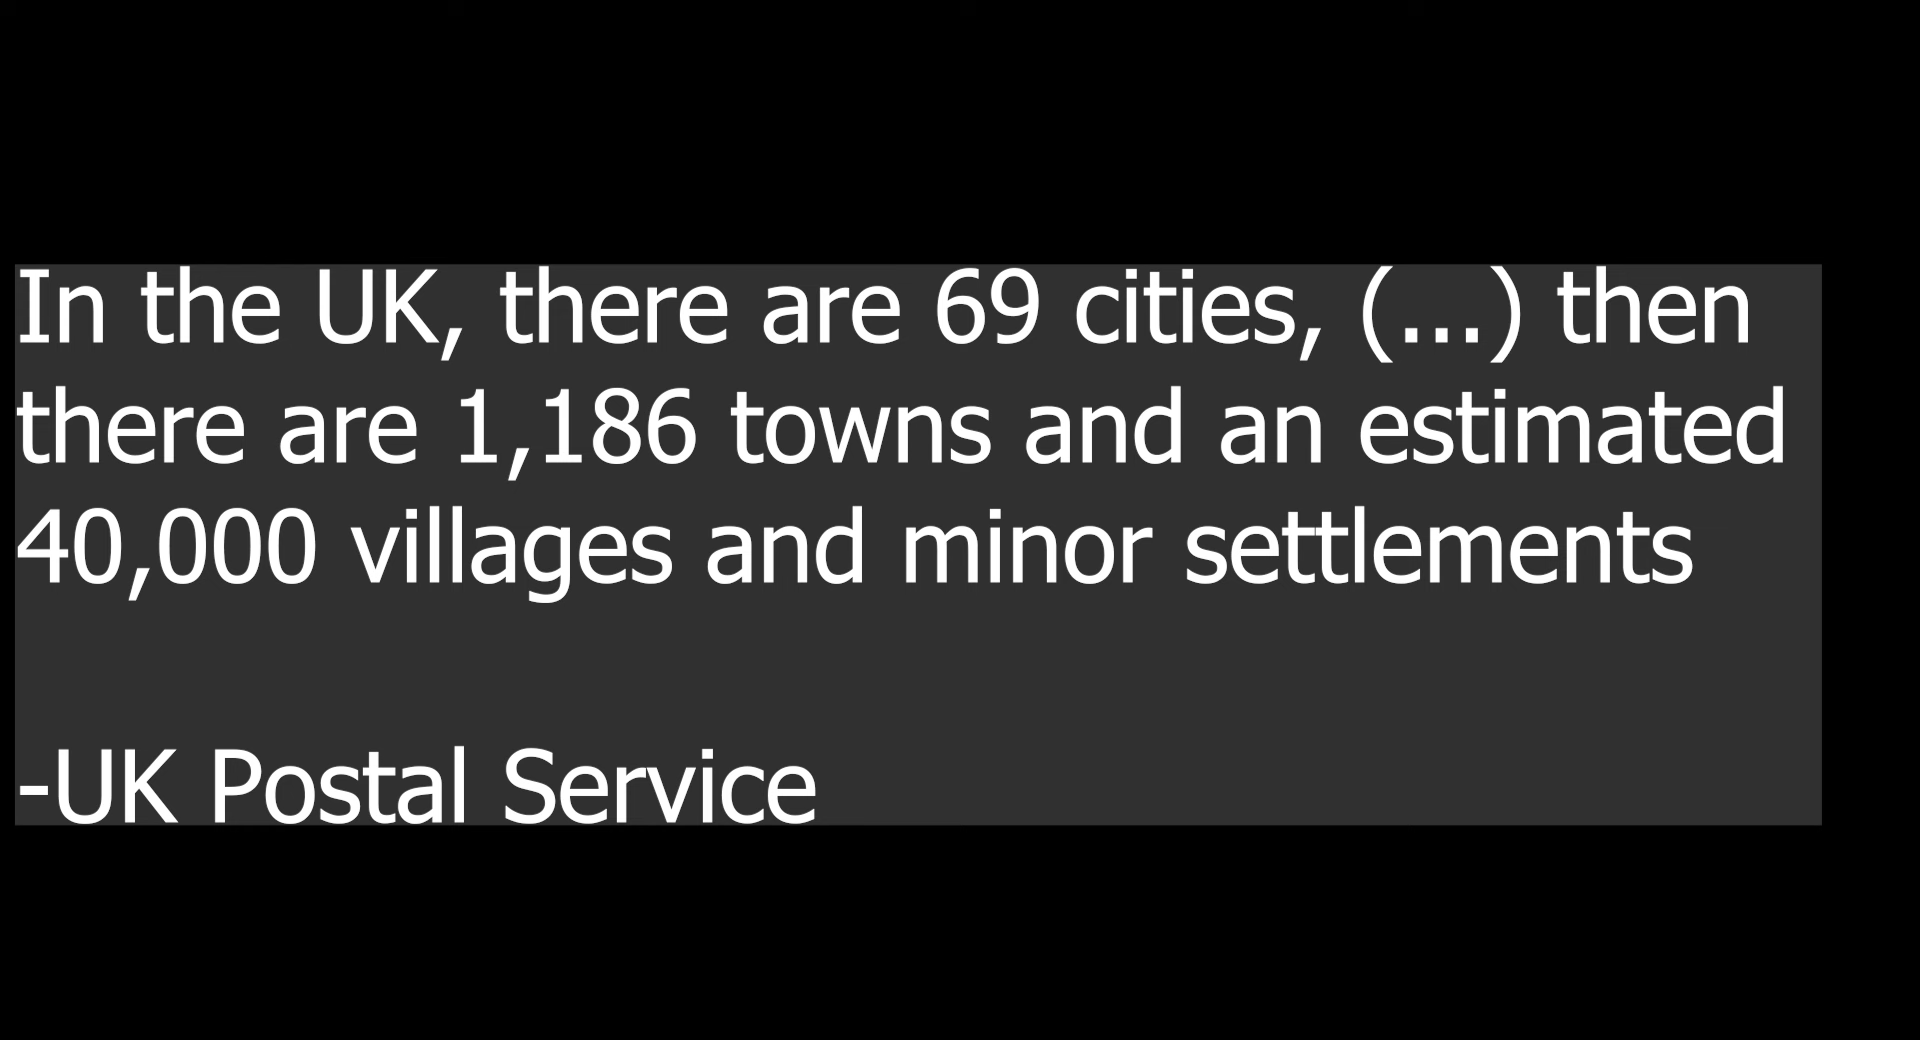 In the UK, there are 69 cities, (...) then
there are 1,186 towns and an estimated
40,000 villages and minor settlements
-UK Postal Service